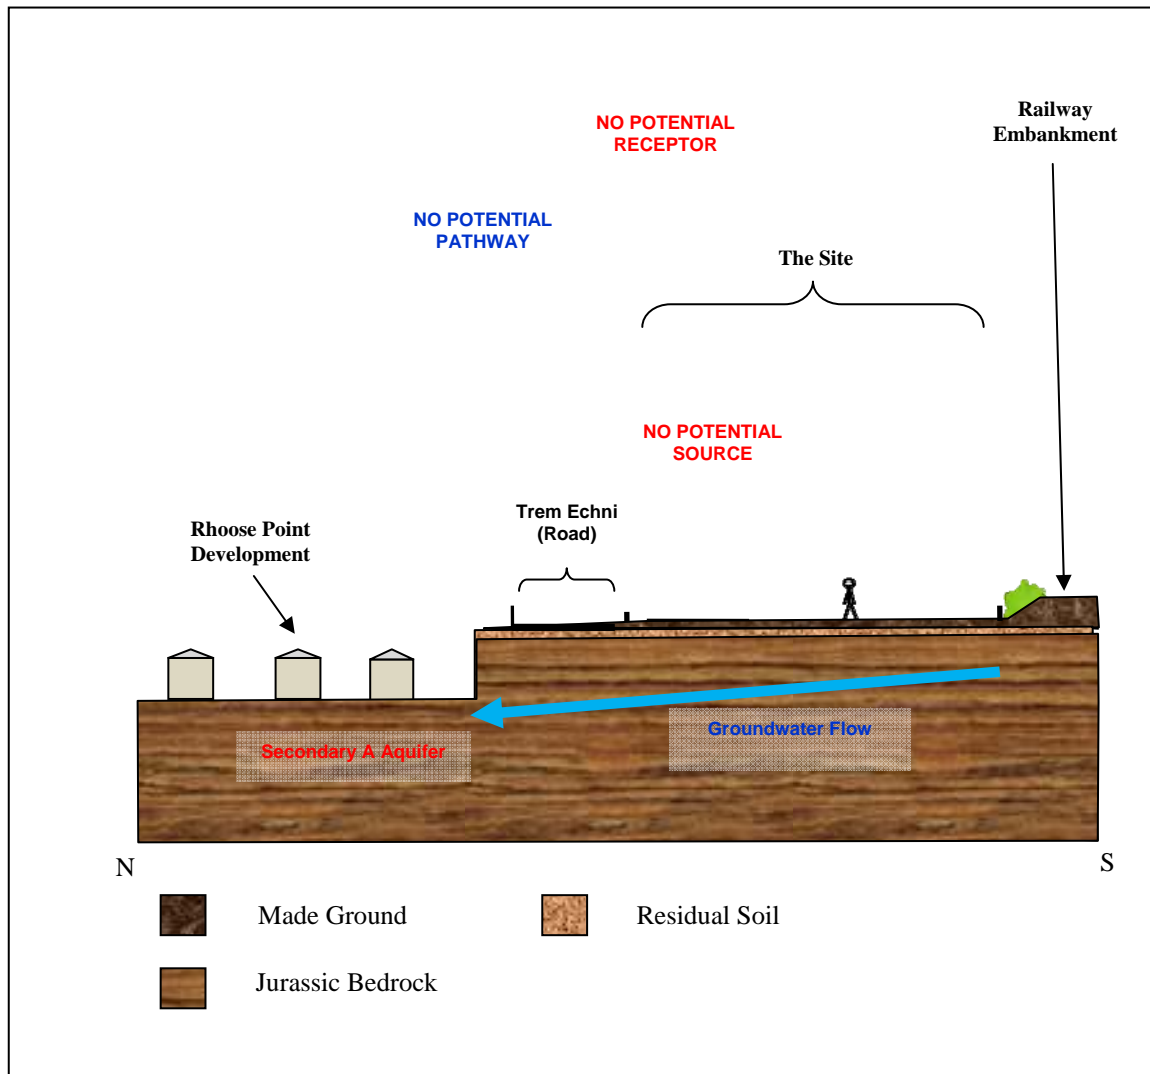 NO POTENTIAL
RECEPTOR
Railway
Embankment
NO POTENTIAL
PATHWAY
The Site
NO POTENTIAL
SOURCE
Trem Echni
(Road)
Rhoose Point
Development
Groundwater Flow
Secondary A Aquifer
N
S
Made Ground
Residual Soil
Jurassic Bedrock